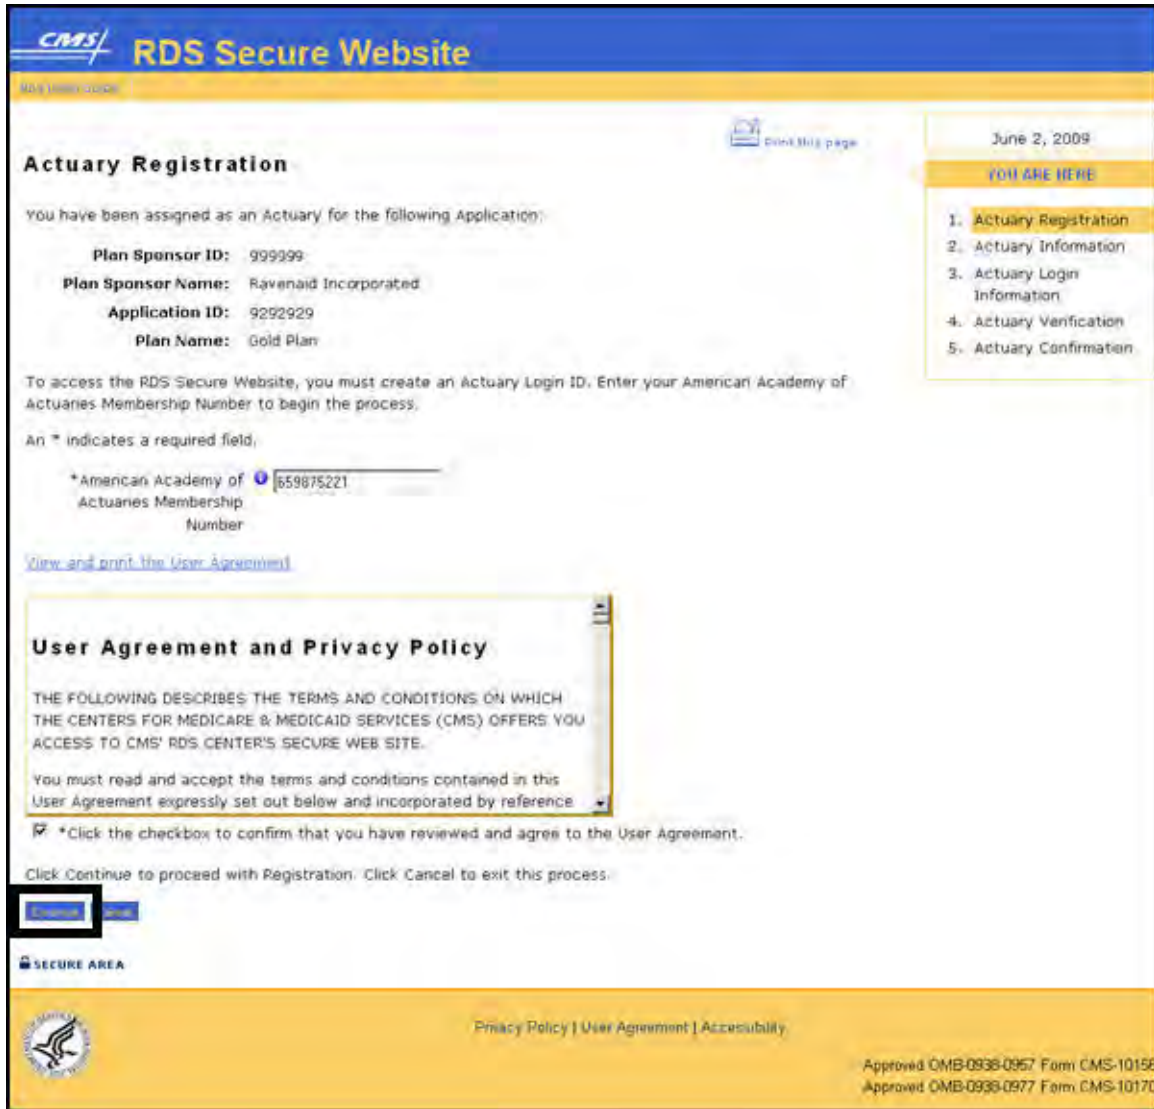 CMS RDS Secure Website
RDS User Guide
Print this page
Actuary Registration
You have been assigned as an Actuary for the following Application:
Plan Sponsor ID: 999999
Plan Sponsor Name: Ravenaid Incorporated
Application ID: 9292929
Plan Name: Gold Plan
To access the RDS Secure Website, you must create an Actuary Login ID. Enter your American Academy of
Actuaries Membership Number to begin the process.
An * indicates a required field.
*American Academy of
Actuaries Membership
Number
659875221
View and print the User Agreement
User Agreement and Privacy Policy
THE FOLLOWING DESCRIBES THE TERMS AND CONDITIONS ON WHICH
THE CENTERS FOR MEDICARE & MEDICAID SERVICES (CMS) OFFERS YOU
ACCESS TO CMS' RDS CENTER'S SECURE WEB SITE.
You must read and accept the terms and conditions contained in this
User Agreement expressly set out below and incorporated by reference
*Click the checkbox to confirm that you have reviewed and agree to the User Agreement.
Click Continue to proceed with Registration. Click Cancel to exit this process.
Continue
SECURE AREA
June 2, 2009
YOU ARE HERE
1. Actuary Registration
2. Actuary Information
3. Actuary Login
Information
4. Actuary Verification
5. Actuary Confirmation
Privacy Policy | User Agreement | Accessibility
Approved OMB-0938-0957 Form CMS-10156
Approved OMB-0938-0977 Form CMS-10170